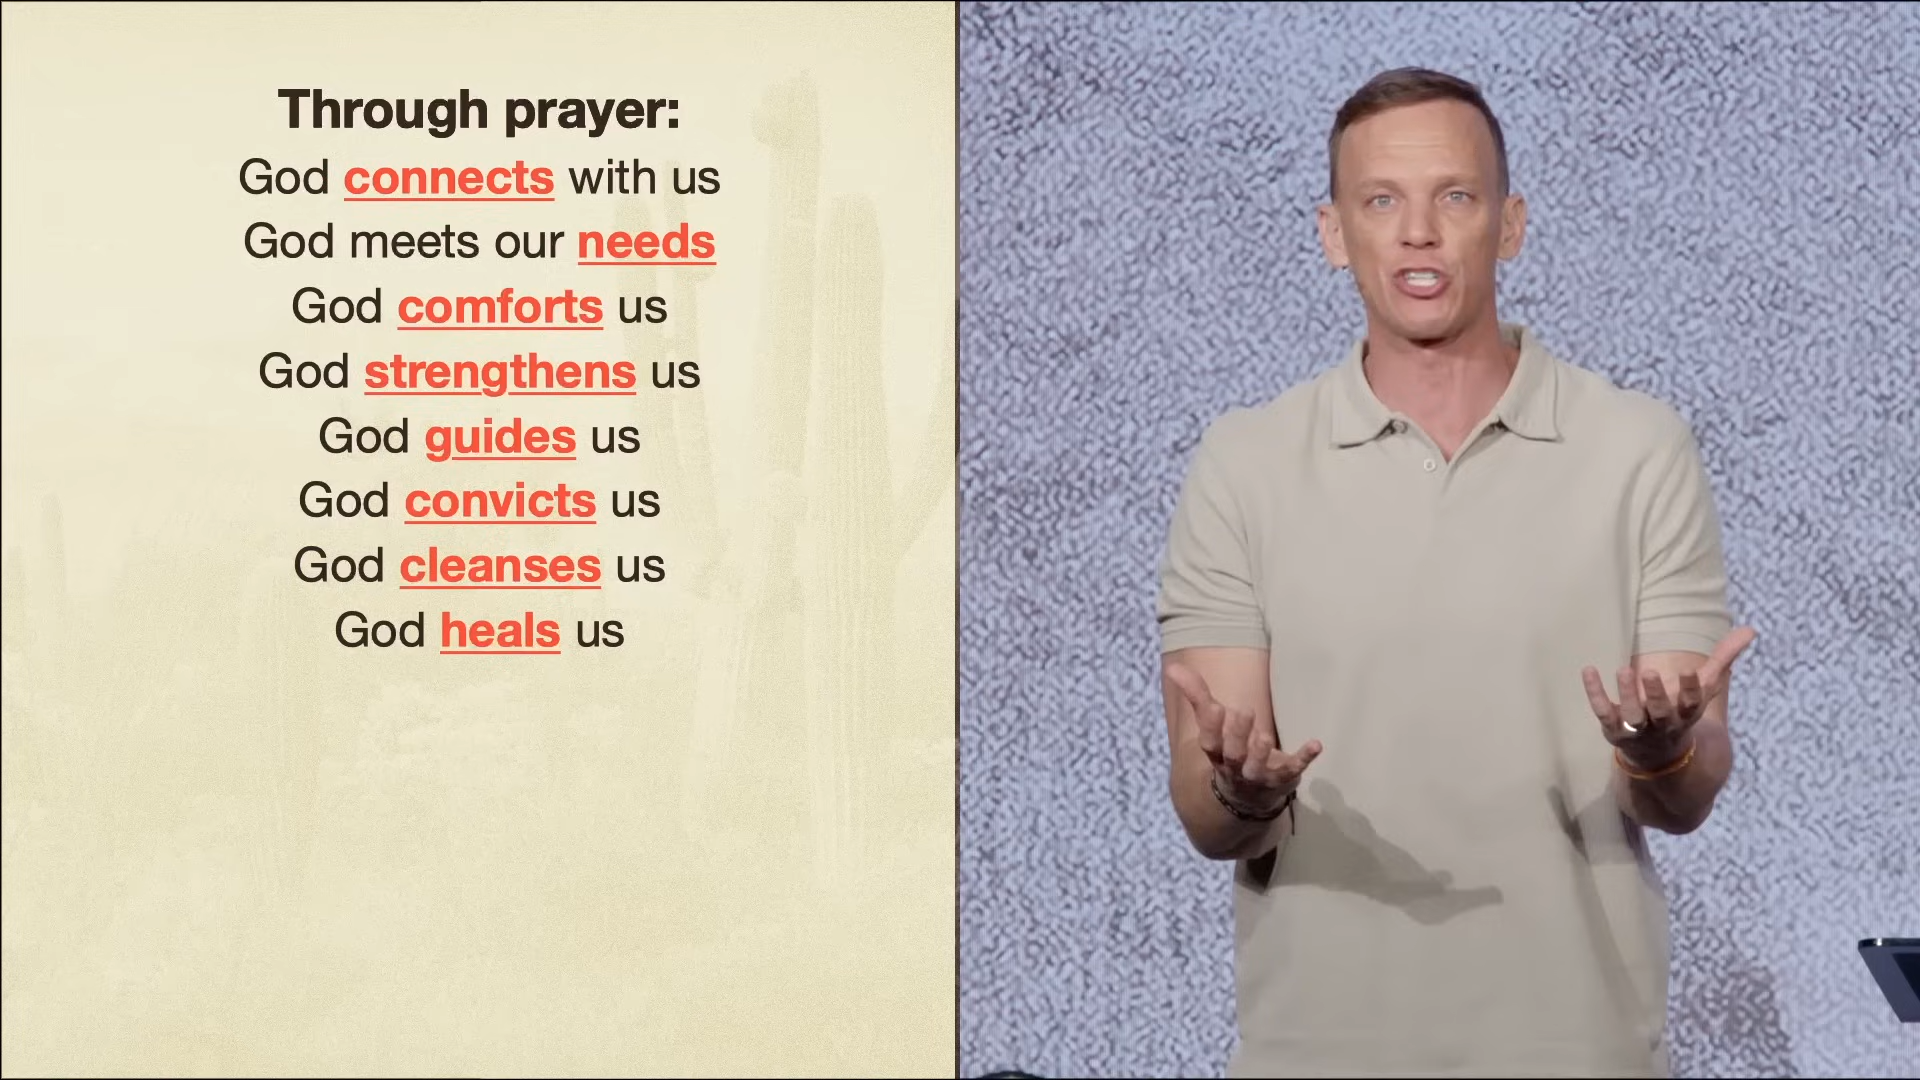 Through prayer:
God connects with us
God meets our needs
God comforts us
God strengthens us
God guides us
God convicts us
God cleanses us
God heals us